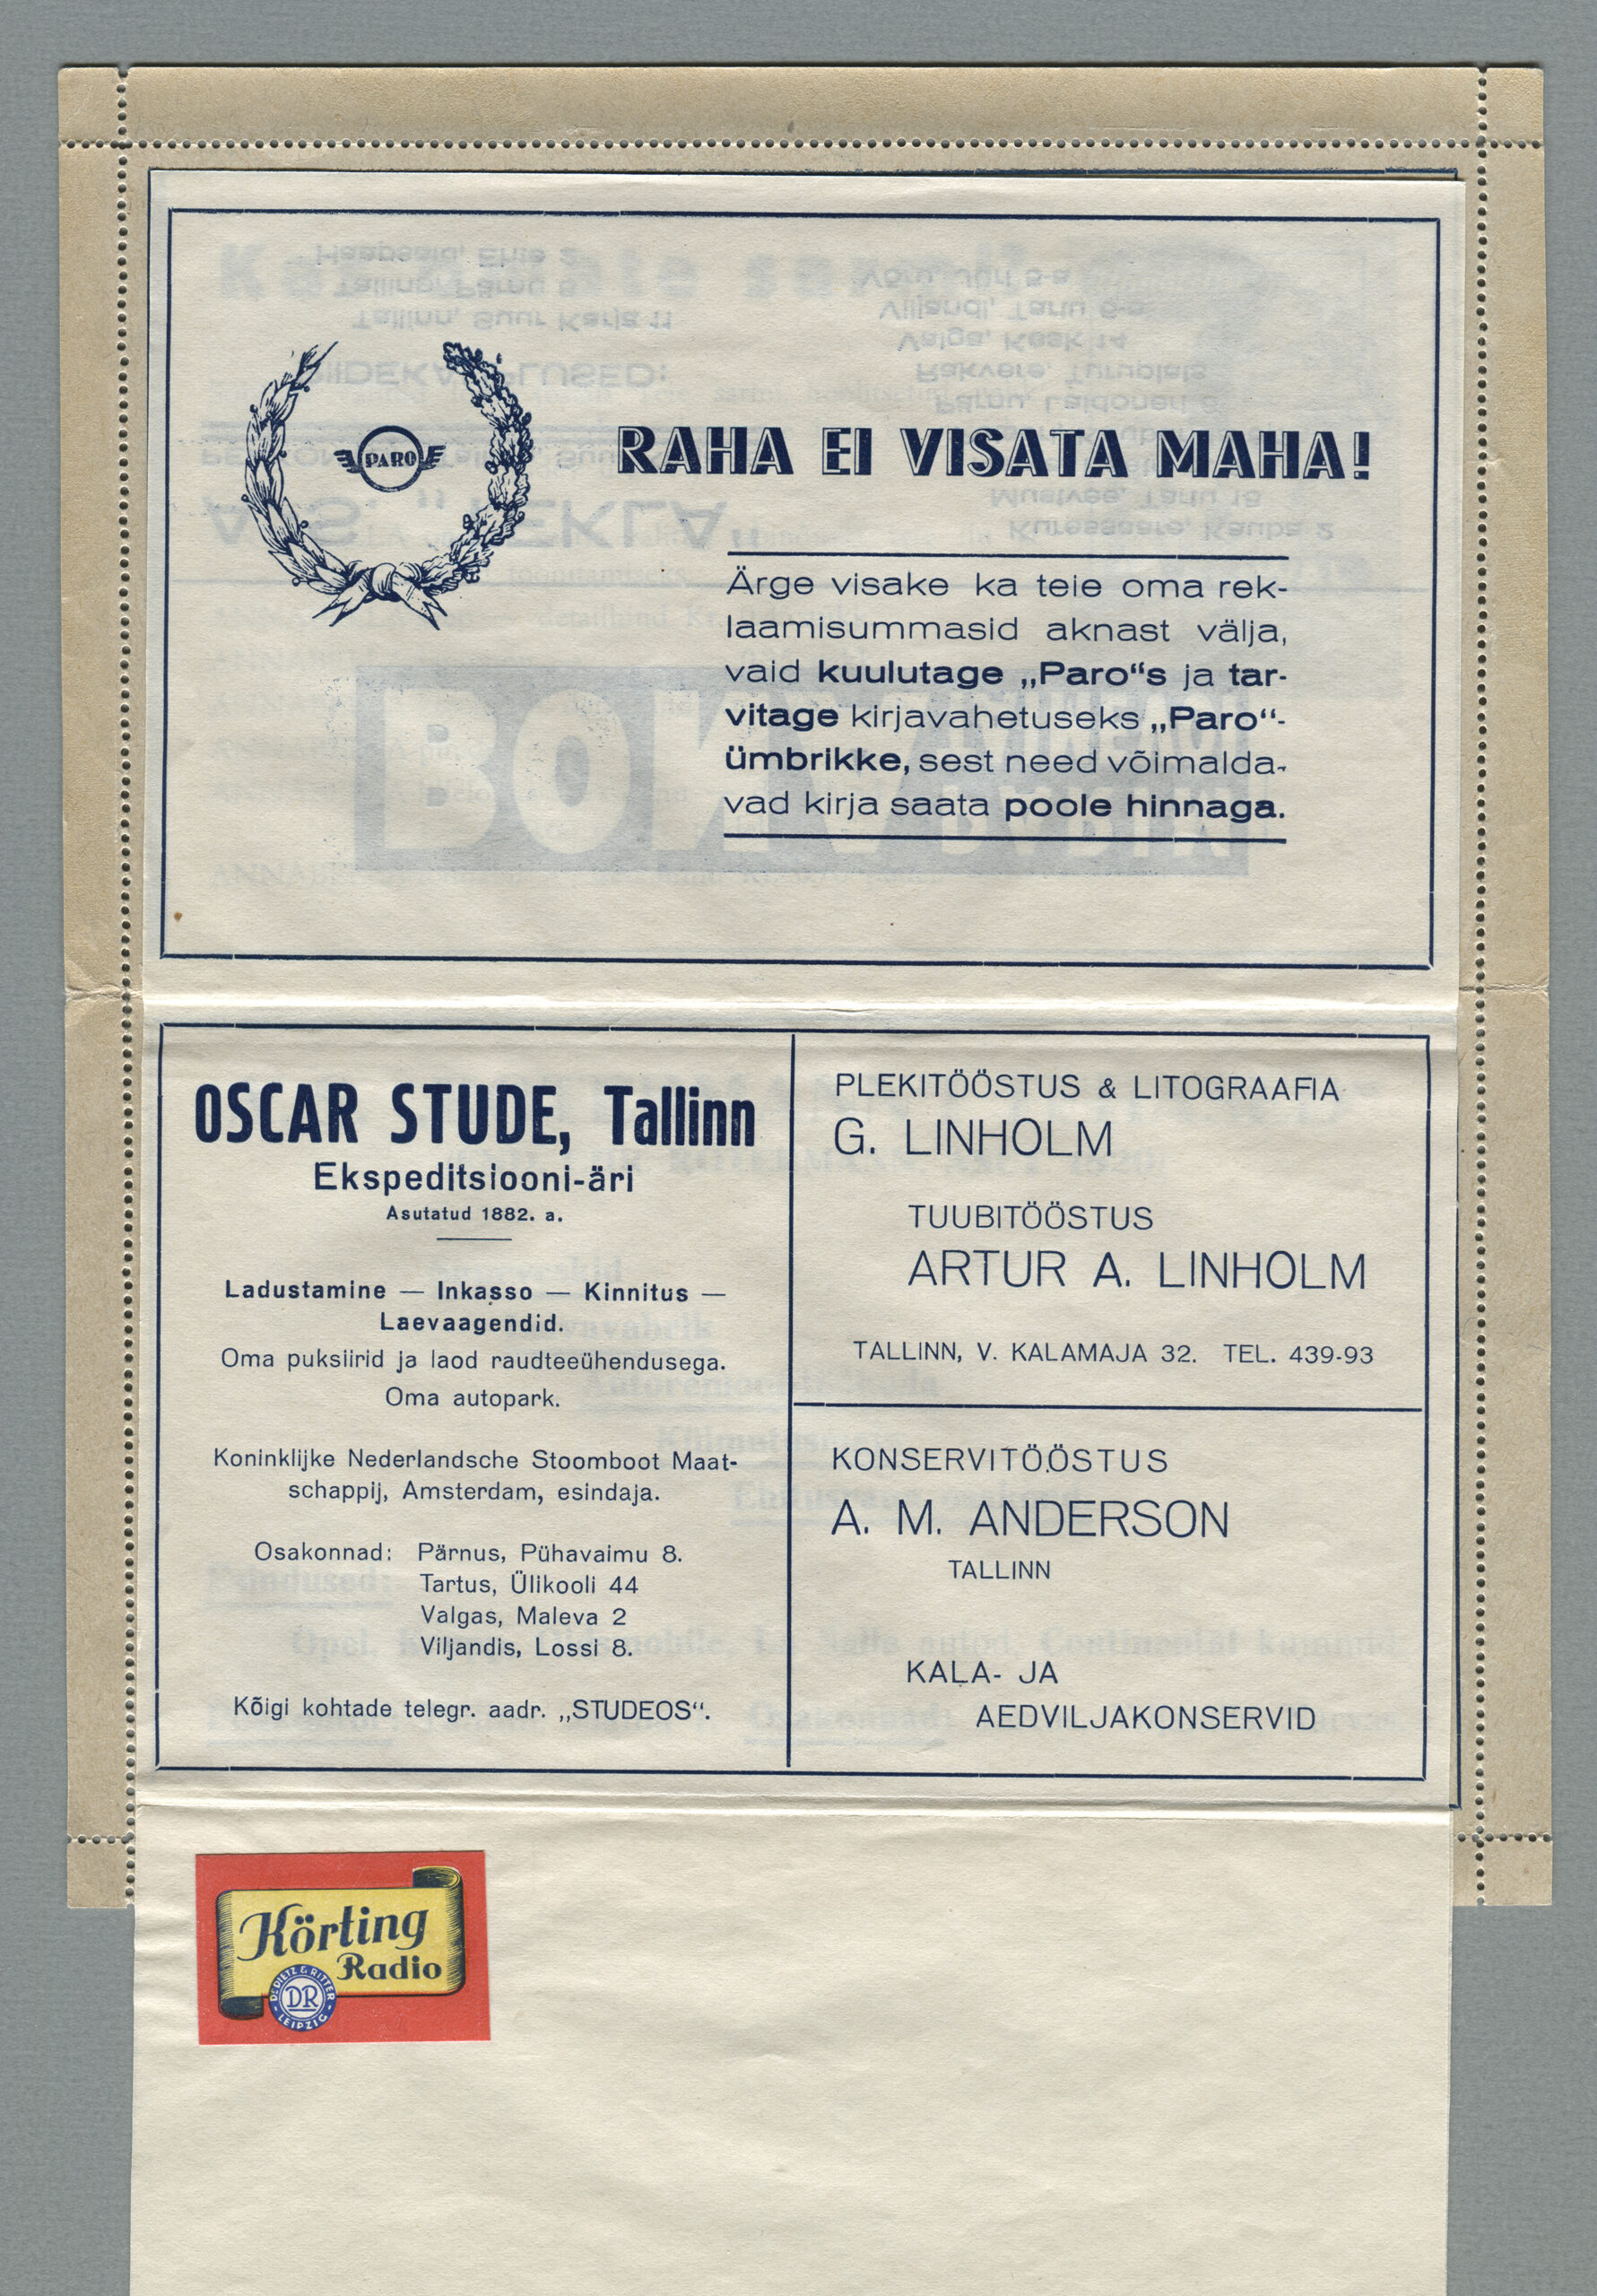 PARO
RAHA EI VISATA MAHA!
Ärge visake ka teie oma rek-
laamisummasid aknast välja,
vaid kuulutage „Paro“s ja tar-
vitage kirjavahetuseks „Paro“-
ümbrikke, sest need võimalda-
vad kirja saata poole hinnaga.
OSCAR STUDE, Tallinn
Ekspeditsiooni-äri
Asutatud 1882. a.
Ladustamine — Inkasso — Kinnitus —
Laevaagendid.
Oma puksiirid ja laod raudteeühendusega.
Oma autopark.
Koninklijke Nederlandsche Stoomboot Maat-
schappij, Amsterdam, esindaja.
Osakonnad: Pärnus, Pühavaimu 8.
Tartus, Ülikooli 44
Valgas, Maleva 2
Viljandis, Lossi 8.
Kõigi kohtade telegr. aadr. „STUDEOS“.
PLEKITÖÖSTUS & LITOGRAAFIA
G. LINHOLM
TUUBITÖÖSTUS
ARTUR A. LINHOLM
TALLINN, V. KALAMAJA 32. TEL. 439-93
KONSERVITÖÖSTUS
A. M. ANDERSON
TALLINN
KALA- JA
AEDVILJAKONSERVID
Körting
Radio
DR. DIETZ & RITTER
DR
LEIPZIG